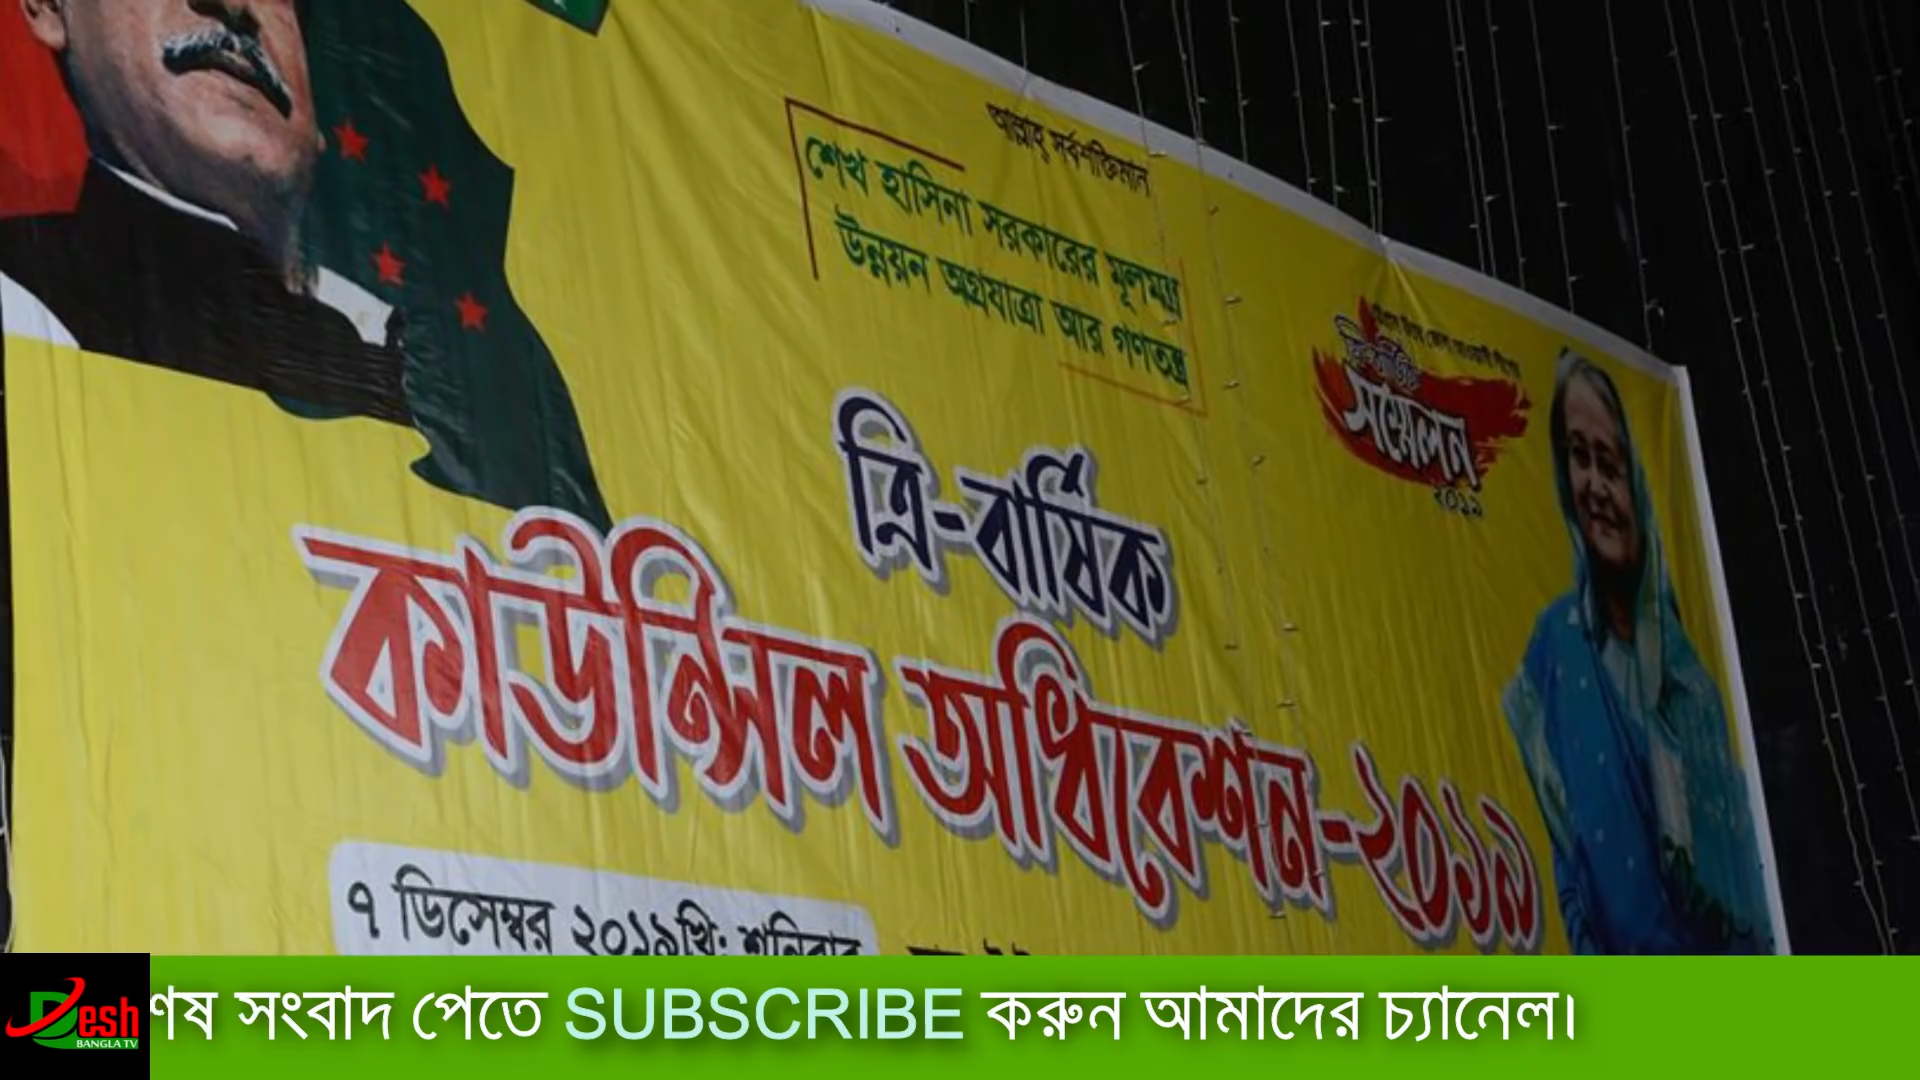 আল্লাহ্ সর্বশক্তিমান
শেখ হাসিনা সরকারের মূলমন্ত্র
উন্নয়ন অগ্রযাত্রা আর গণতন্ত্র
সম্মেলন
২০১৯
ত্রি-বার্ষিক
কাউন্সিল অধিবেশন-২০১৯
৭ ডিসেম্বর ২০১৯খ্রি: শনিবার
Desh
BANGLA TV
সংবাদ পেতে SUBSCRIBE করুন আমাদের চ্যানেল।